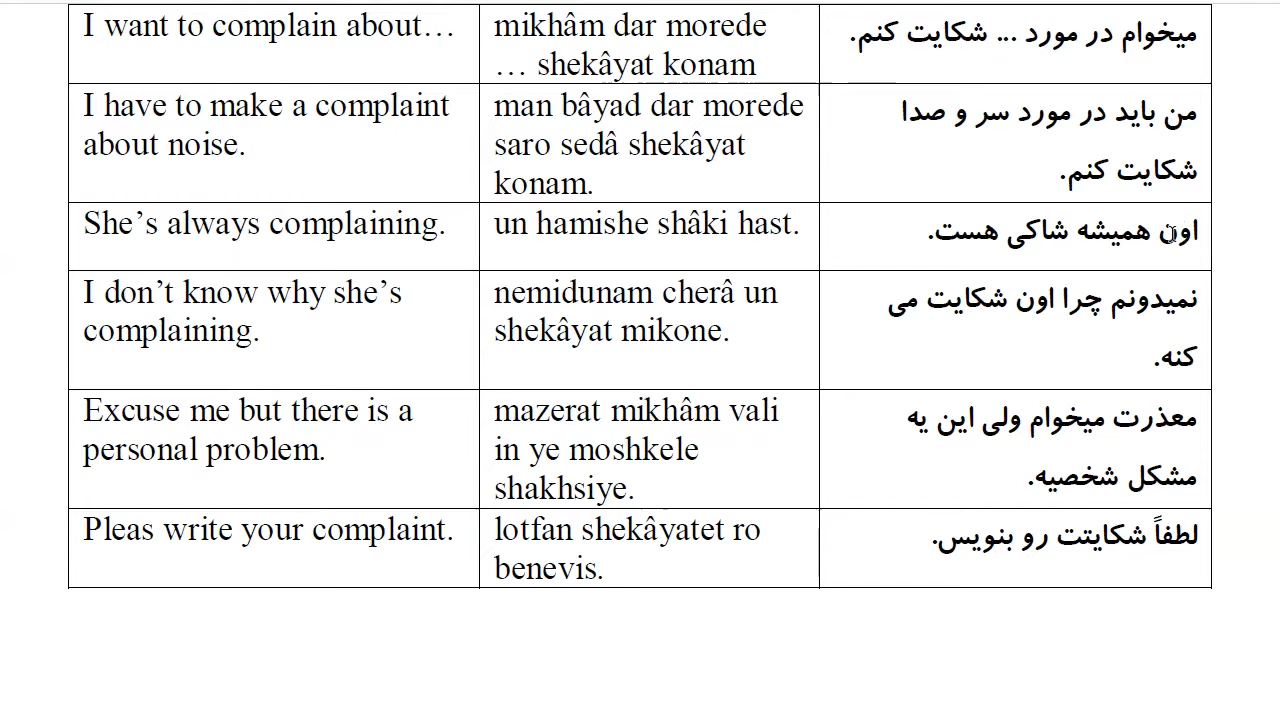 I want to complain about…
mikhâm dar morede
… shekâyat konam
میخوام در مورد ... شکایت کنم.
I have to make a complaint
about noise.
man bâyad dar morede
saro sedâ shekâyat
konam.
من باید در مورد سر و صدا
شکایت کنم.
She’s always complaining.
un hamishe shâki hast.
اون همیشه شاکی هست.
I don’t know why she’s
complaining.
nemidunam cherâ un
shekâyat mikone.
نمیدونم چرا اون شکایت می
کنه.
Excuse me but there is a
personal problem.
mazerat mikhâm vali
in ye moshkele
shakhsiye.
معذرت میخوام ولی این یه
مشکل شخصیه.
Pleas write your complaint.
lotfan shekâyatet ro
benevis.
لطفاً شکایتت رو بنویس.